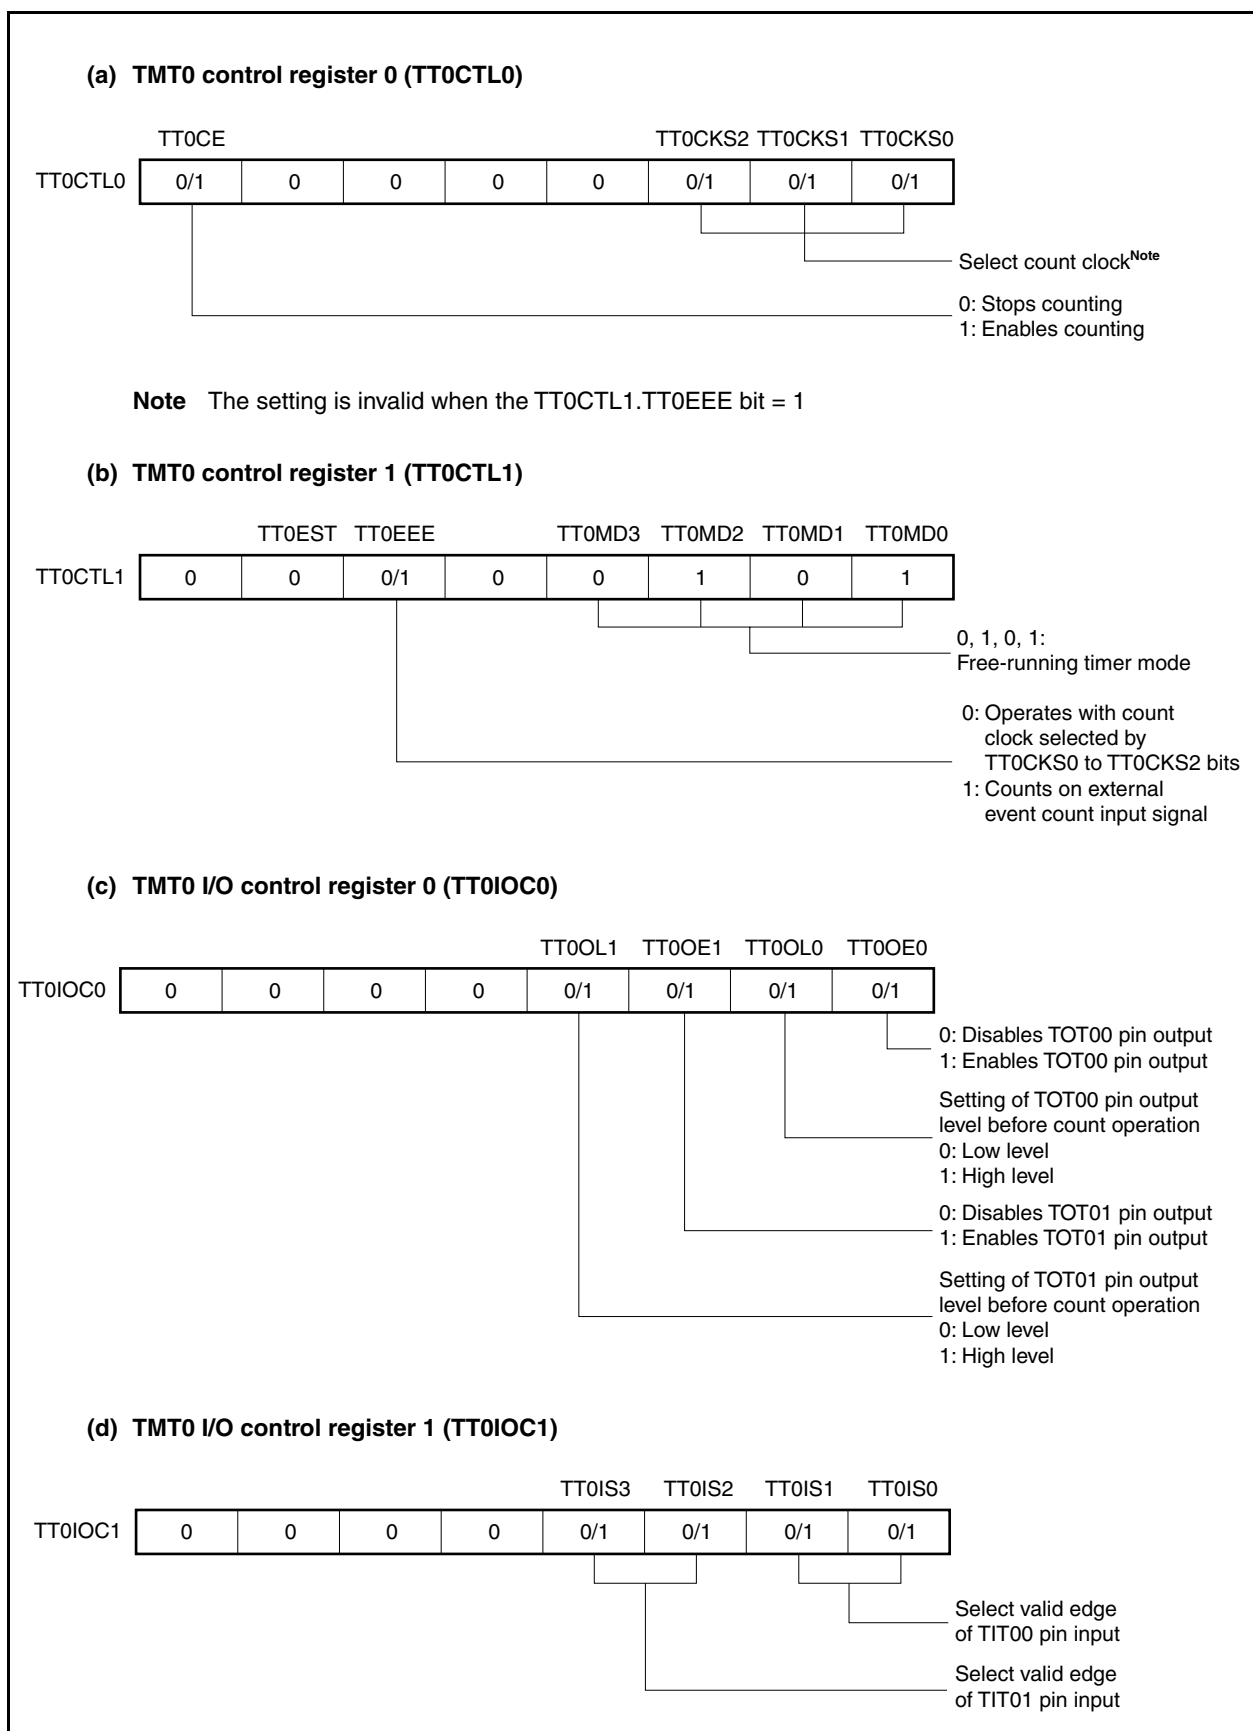 (a) TMT0 control register 0 (TT0CTL0)
TT0CE TT0CKS2 TT0CKS1 TT0CKS0
TT0CTL0 0/1 0 0 0 0 0/1 0/1 0/1
Select count clockNote
0: Stops counting
1: Enables counting
Note The setting is invalid when the TT0CTL1.TT0EEE bit = 1
(b) TMT0 control register 1 (TT0CTL1)
TT0EST TT0EEE TT0MD3 TT0MD2 TT0MD1 TT0MD0
TT0CTL1 0 0 0/1 0 0 1 0 1
0, 1, 0, 1:
Free-running timer mode
0: Operates with count
clock selected by
TT0CKS0 to TT0CKS2 bits
1: Counts on external
event count input signal
(c) TMT0 I/O control register 0 (TT0IOC0)
TT0OL1 TT0OE1 TT0OL0 TT0OE0
TT0IOC0 0 0 0 0 0/1 0/1 0/1 0/1
0: Disables TOT00 pin output
1: Enables TOT00 pin output
Setting of TOT00 pin output
level before count operation
0: Low level
1: High level
0: Disables TOT01 pin output
1: Enables TOT01 pin output
Setting of TOT01 pin output
level before count operation
0: Low level
1: High level
(d) TMT0 I/O control register 1 (TT0IOC1)
TT0IS3 TT0IS2 TT0IS1 TT0IS0
TT0IOC1 0 0 0 0 0/1 0/1 0/1 0/1
Select valid edge
of TIT00 pin input
Select valid edge
of TIT01 pin input